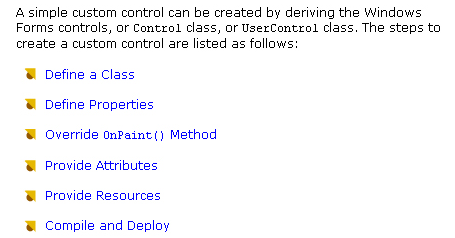 A simple custom control can be created by deriving the Windows
Forms controls, or Control class, or UserControl class. The steps to
create a custom control are listed as follows:
Define a Class
Define Properties
Override OnPaint() Method
Provide Attributes
Provide Resources
Compile and Deploy